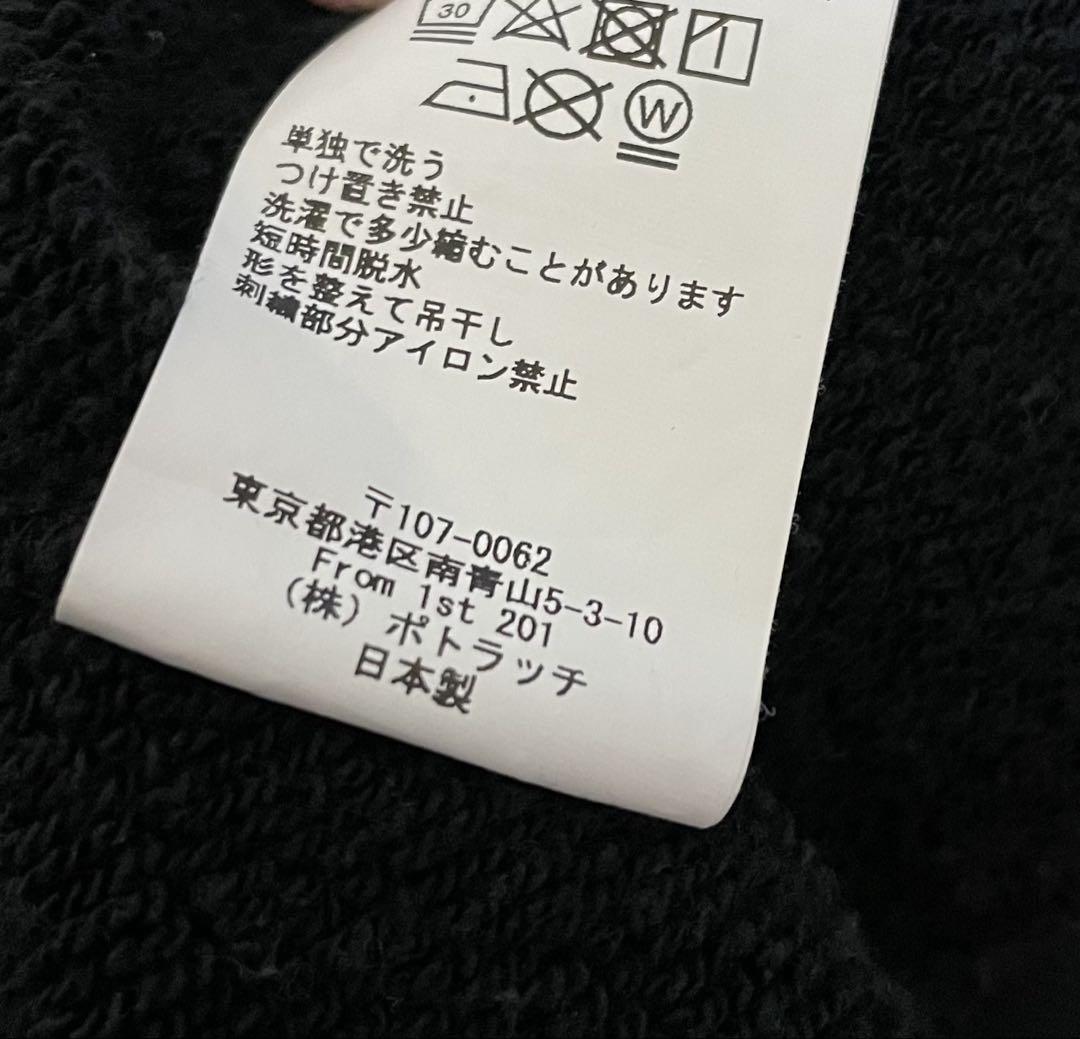 30
W
単独で洗う
つけ置き禁止
洗濯で多少縮むことがあります
短時間脱水
形を整えて吊干し
刺繍部分アイロン禁止
〒107-0062
東京都港区南青山5-3-10
From 1st 201
(株) ポトラッチ
日本製